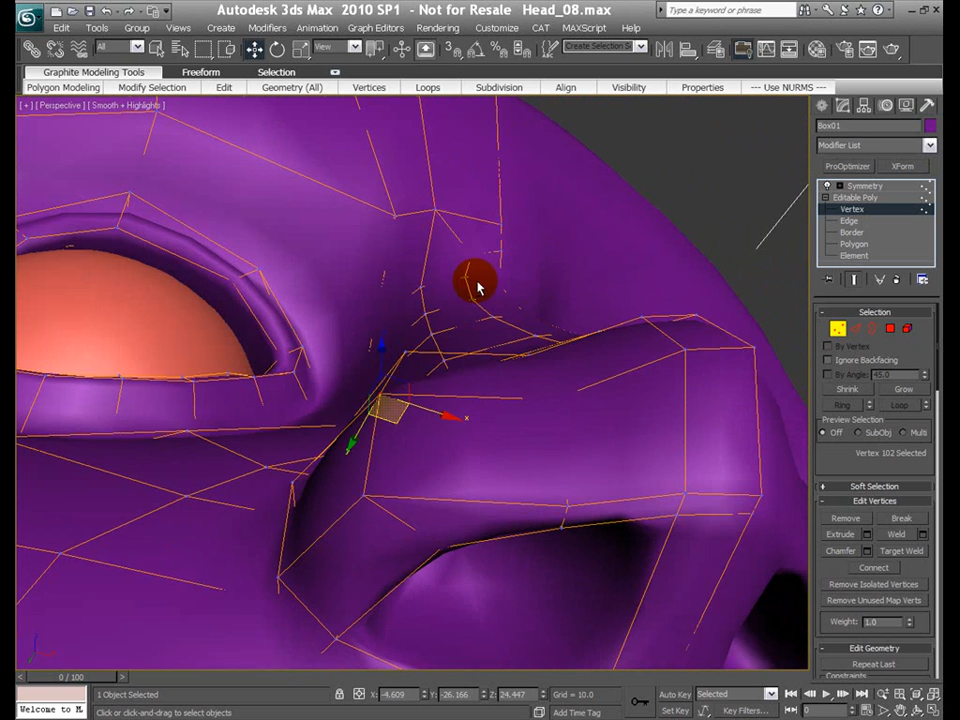 Autodesk 3ds Max 2010 SP1 - Not for Resale Head_08.max
Type a keyword or phrase
Edit Tools Group Views Create Modifiers Animation Graph Editors Rendering Customize CAT MAXScript Help
All View Create Selection Se
Graphite Modeling Tools Freeform Selection
Polygon Modeling Modify Selection Edit Geometry (All) Vertices Loops Subdivision Align Visibility Properties --- Use NURMS ---
[ + ] [ Perspective ] [ Smooth + Highlights ]
Box01
Modifier List
ProOptimizer XForm
Symmetry
Editable Poly
Vertex
Edge
Border
Polygon
Element
- Selection
By Vertex
Ignore Backfacing
By Angle: 45.0
Shrink Grow
Ring Loop
Preview Selection
Off SubObj Multi
Vertex 102 Selected
+ Soft Selection
- Edit Vertices
Remove Break
Extrude Weld
Chamfer Target Weld
Connect
Remove Isolated Vertices
Remove Unused Map Verts
Weight: 1.0
- Edit Geometry
Repeat Last
Constraints
x
0 / 100
1 Object Selected X: -4.609 Y: -26.166 Z: 24.447 Grid = 10.0 Auto Key Selected
Welcome to M Click or click-and-drag to select objects Add Time Tag Set Key Key Filters... 0